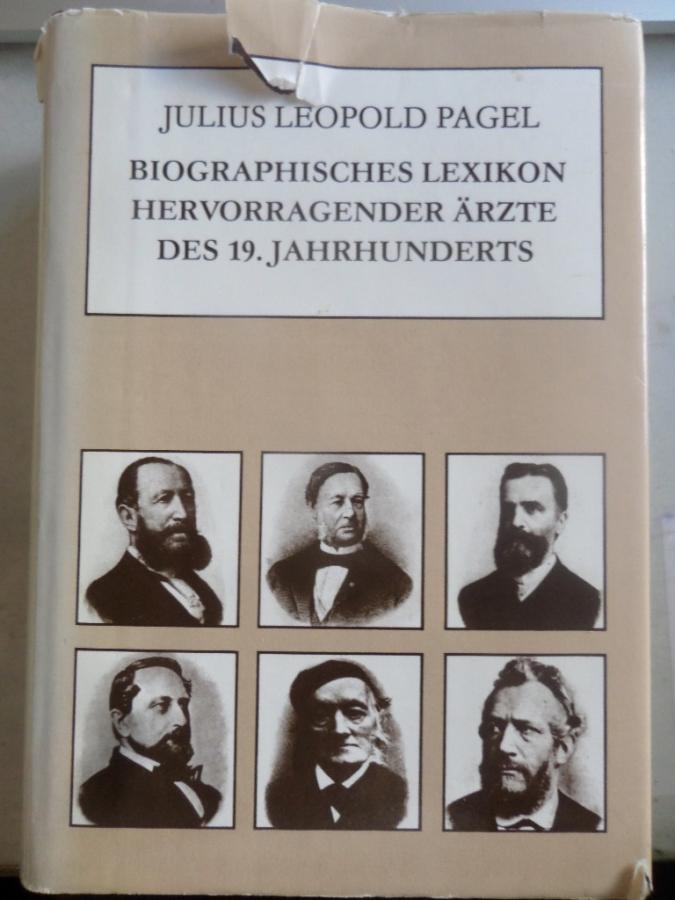 JULIUS LEOPOLD PAGEL
BIOGRAPHISCHES LEXIKON
HERVORRAGENDER ÄRZTE
DES 19. JAHRHUNDERTS